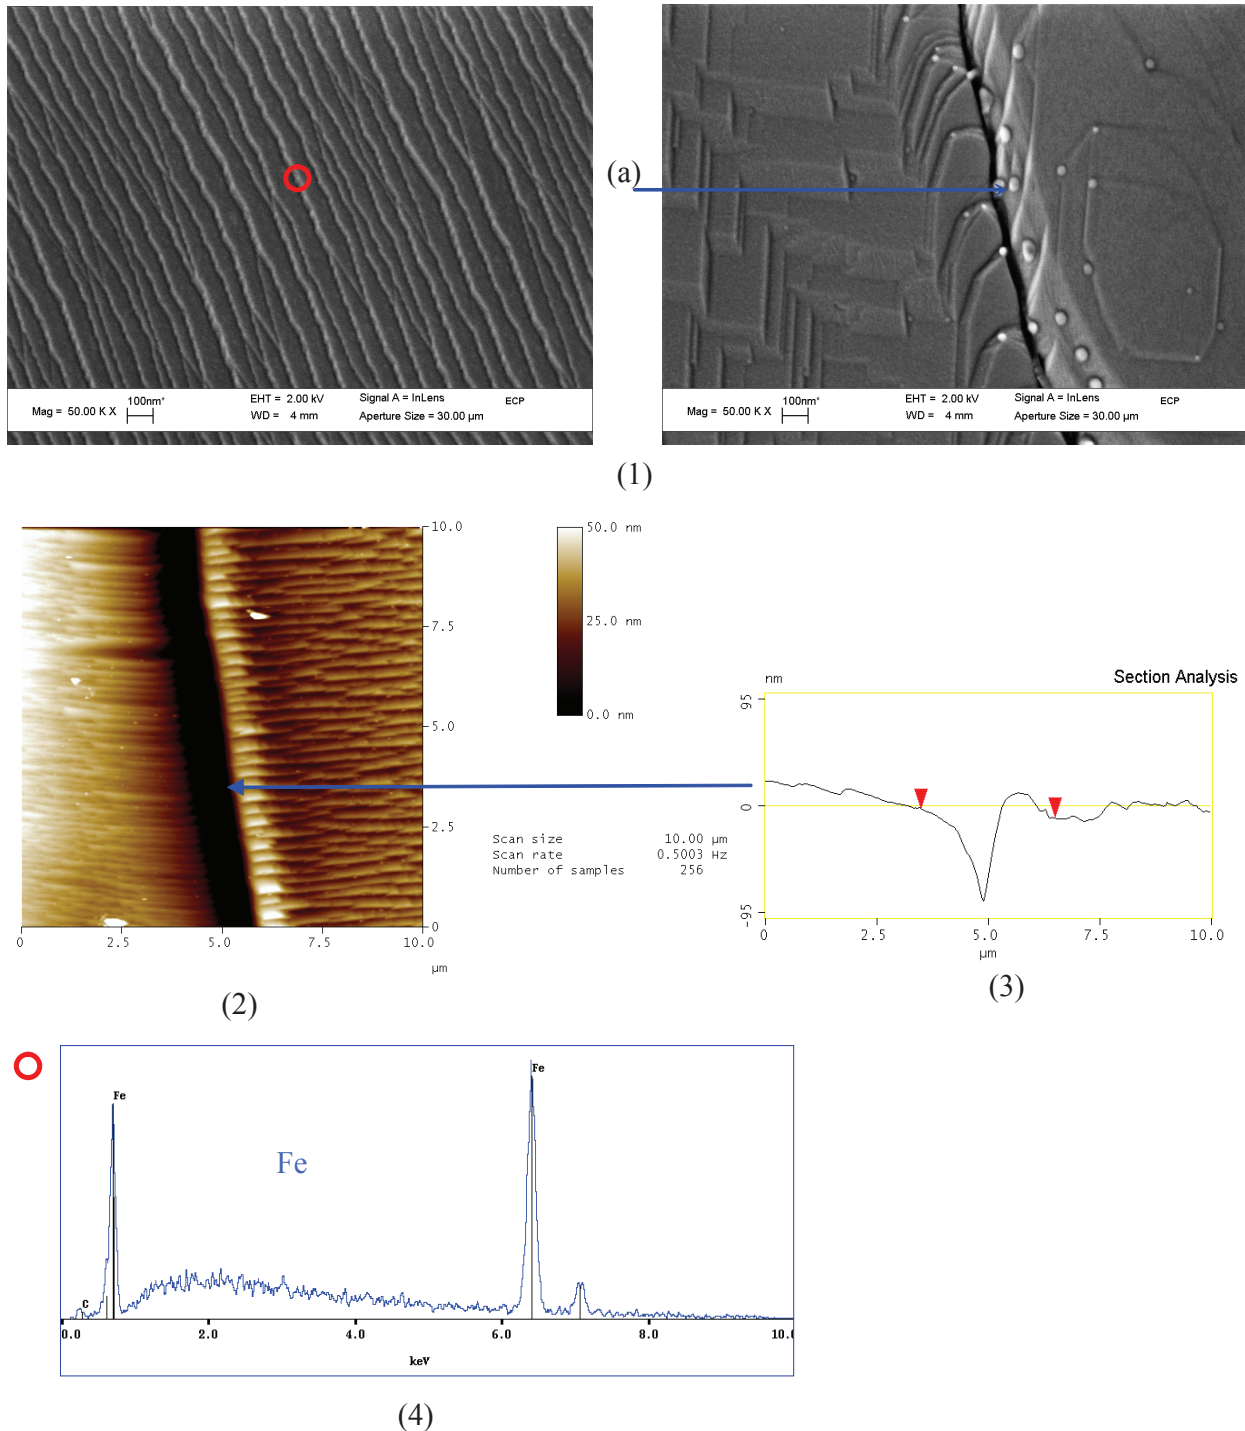 (a)
Mag = 50.00 K X 100nm* EHT = 2.00 kV Signal A = InLens ECP
WD = 4 mm Aperture Size = 30.00 µm
Mag = 50.00 K X 100nm* EHT = 2.00 kV Signal A = InLens ECP
WD = 4 mm Aperture Size = 30.00 µm
(1)
10.0
7.5
5.0
2.5
0
0 2.5 5.0 7.5 10.0
µm
50.0 nm
25.0 nm
0.0 nm
Scan size 10.00 µm
Scan rate 0.5003 Hz
Number of samples 256
(2)
Section Analysis
nm
95
0
-95
0 2.5 5.0 7.5 10.0
µm
(3)
Fe
Fe
Fe
C
0.0 2.0 4.0 6.0 8.0 10.0
keV
(4)